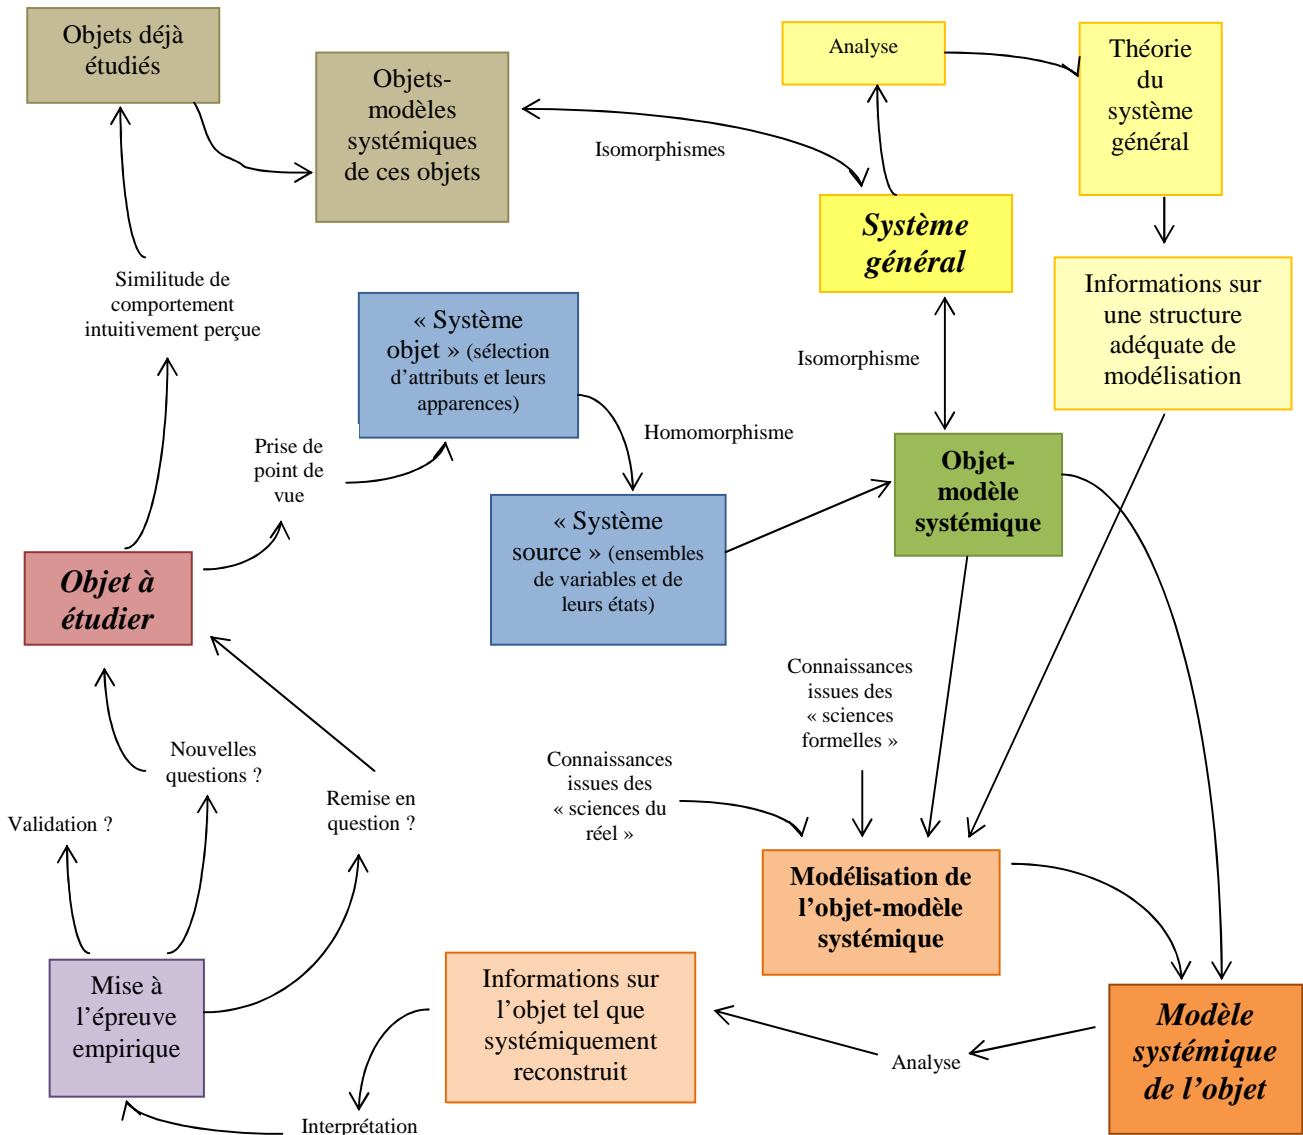 Objets déjà
étudiés
Objets-
modèles
systémiques
de ces objets
Isomorphismes
Analyse
Théorie
du
système
général
Système
général
Informations sur
une structure
adéquate de
modélisation
Similitude de
comportement
intuitivement perçue
« Système
objet » (sélection
d’attributs et leurs
apparences)
Isomorphisme
Prise de
point de
vue
Homomorphisme
« Système
source » (ensembles
de variables et de
leurs états)
Objet-
modèle
systémique
Objet à
étudier
Connaissances
issues des
« sciences
formelles »
Connaissances
issues des
« sciences du
réel »
Nouvelles
questions ?
Remise en
question ?
Validation ?
Modélisation de
l’objet-modèle
systémique
Mise à
l’épreuve
empirique
Informations sur
l’objet tel que
systémiquement
reconstruit
Analyse
Modèle
systémique
de l’objet
Interprétation